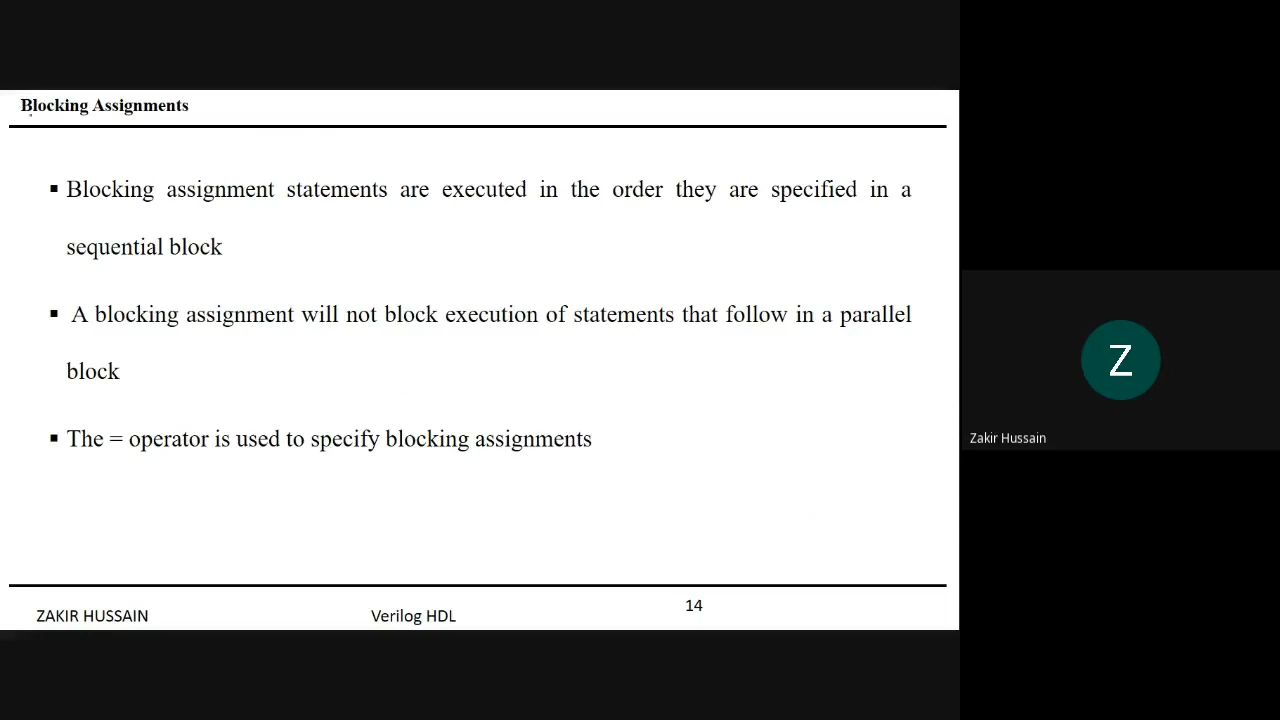 Blocking Assignments
▪ Blocking assignment statements are executed in the order they are specified in a
sequential block
▪ A blocking assignment will not block execution of statements that follow in a parallel
block
▪ The = operator is used to specify blocking assignments
Z
Zakir Hussain
ZAKIR HUSSAIN
Verilog HDL
14